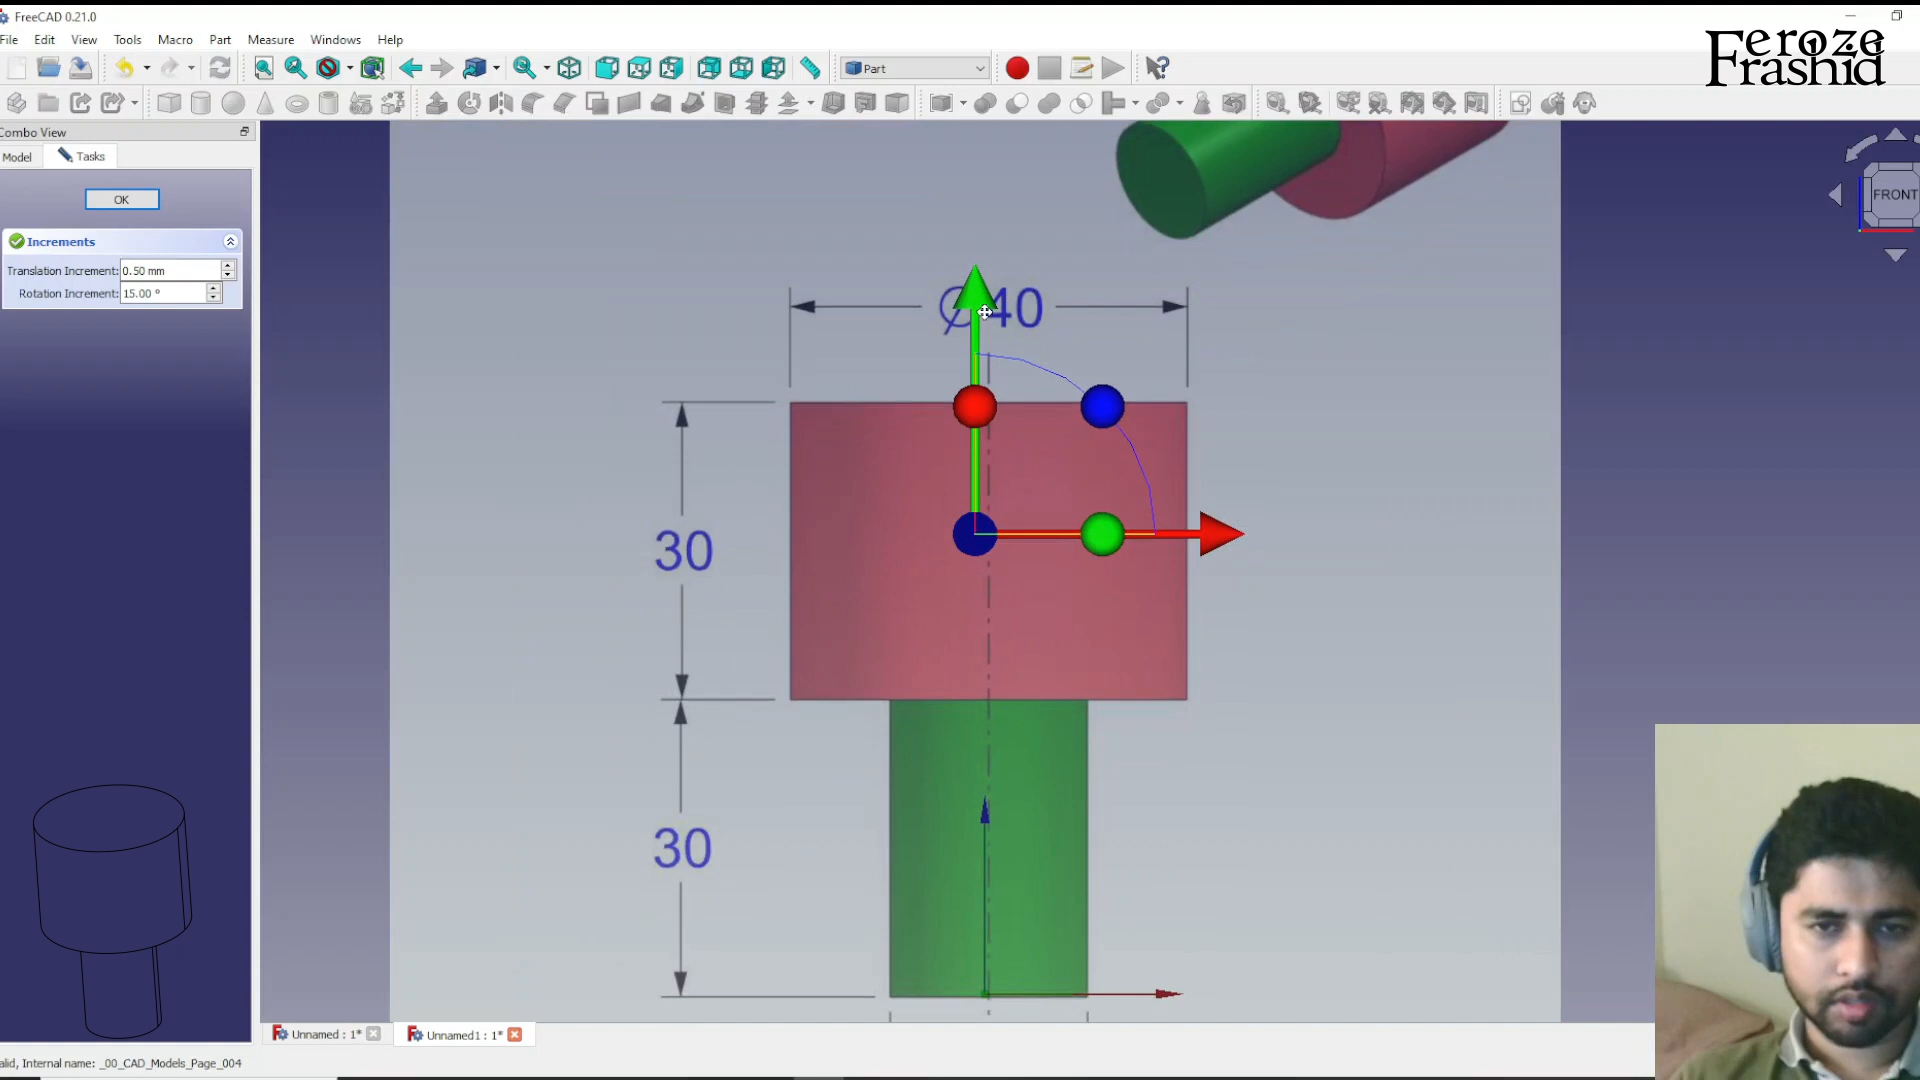 FreeCAD 0.21.0
Feroze
Frashid
File Edit View Tools Macro Part Measure Windows Help
Part
Combo View
Model Tasks
OK
Increments
Translation Increment: 0.50 mm
Rotation Increment: 15.00 °
FRONT
Ø40
30
30
Unnamed : 1* Unnamed1 : 1*
alid, Internal name: _00_CAD_Models_Page_004